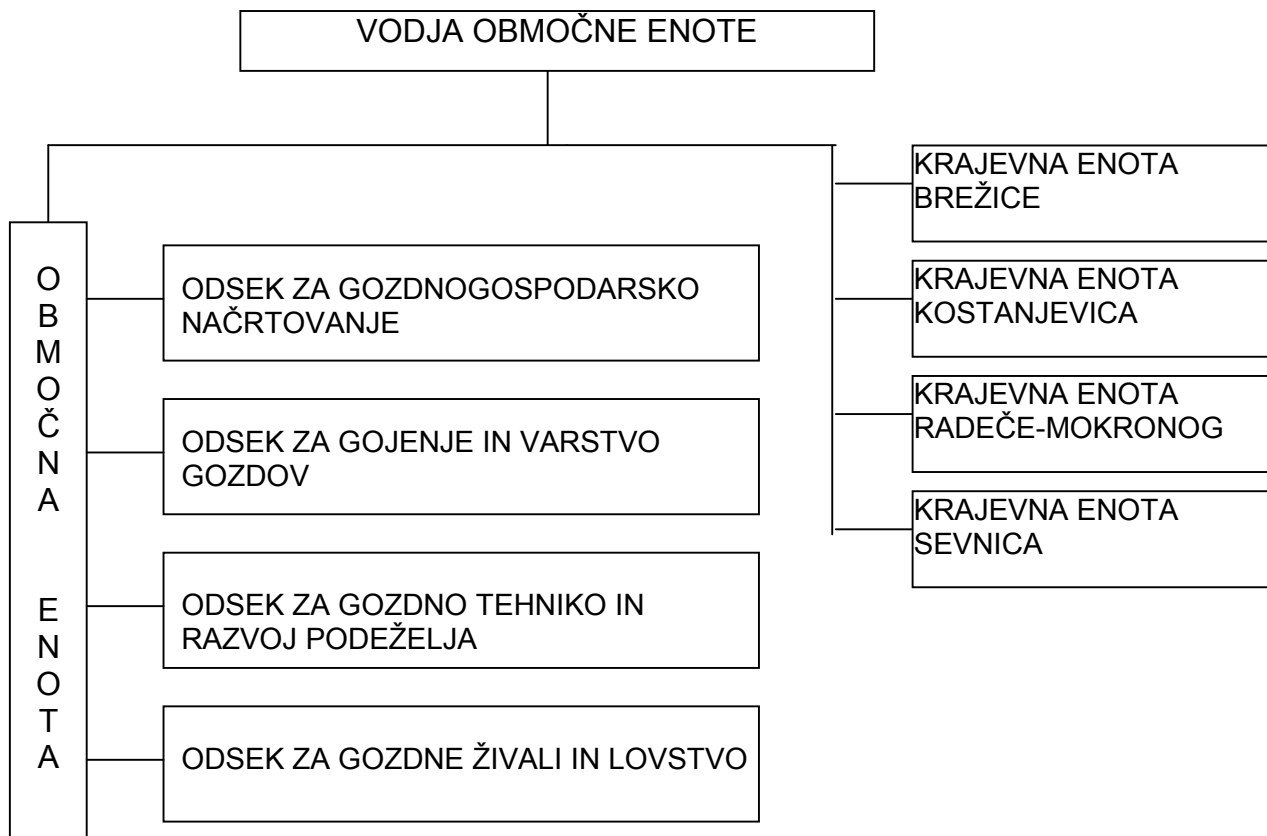 VODJA OBMOČNE ENOTE
OBMOČNA ENOTA
ODSEK ZA GOZDNOGOSPODARSKO
NAČRTOVANJE
ODSEK ZA GOJENJE IN VARSTVO
GOZDOV
ODSEK ZA GOZDNO TEHNIKO IN
RAZVOJ PODEŽELJA
ODSEK ZA GOZDNE ŽIVALI IN LOVSTVO
KRAJEVNA ENOTA
BREŽICE
KRAJEVNA ENOTA
KOSTANJEVICA
KRAJEVNA ENOTA
RADEČE-MOKRONOG
KRAJEVNA ENOTA
SEVNICA